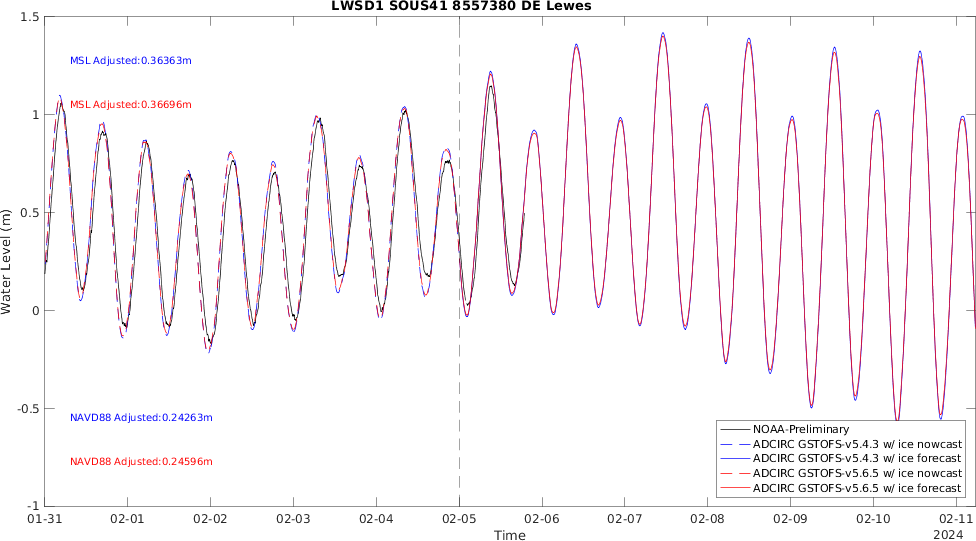 LWSD1 SOUS41 8557380 DE Lewes
1.5
MSL Adjusted:0.36363m
MSL Adjusted:0.36696m
1
0.5
Water Level (m)
0
-0.5
NAVD88 Adjusted:0.24263m
NAVD88 Adjusted:0.24596m
-1
NOAA-Preliminary
ADCIRC GSTOFS-v5.4.3 w/ ice nowcast
ADCIRC GSTOFS-v5.4.3 w/ ice forecast
ADCIRC GSTOFS-v5.6.5 w/ ice nowcast
ADCIRC GSTOFS-v5.6.5 w/ ice forecast
01-31 02-01 02-02 02-03 02-04 02-05 02-06 02-07 02-08 02-09 02-10 02-11
Time
2024